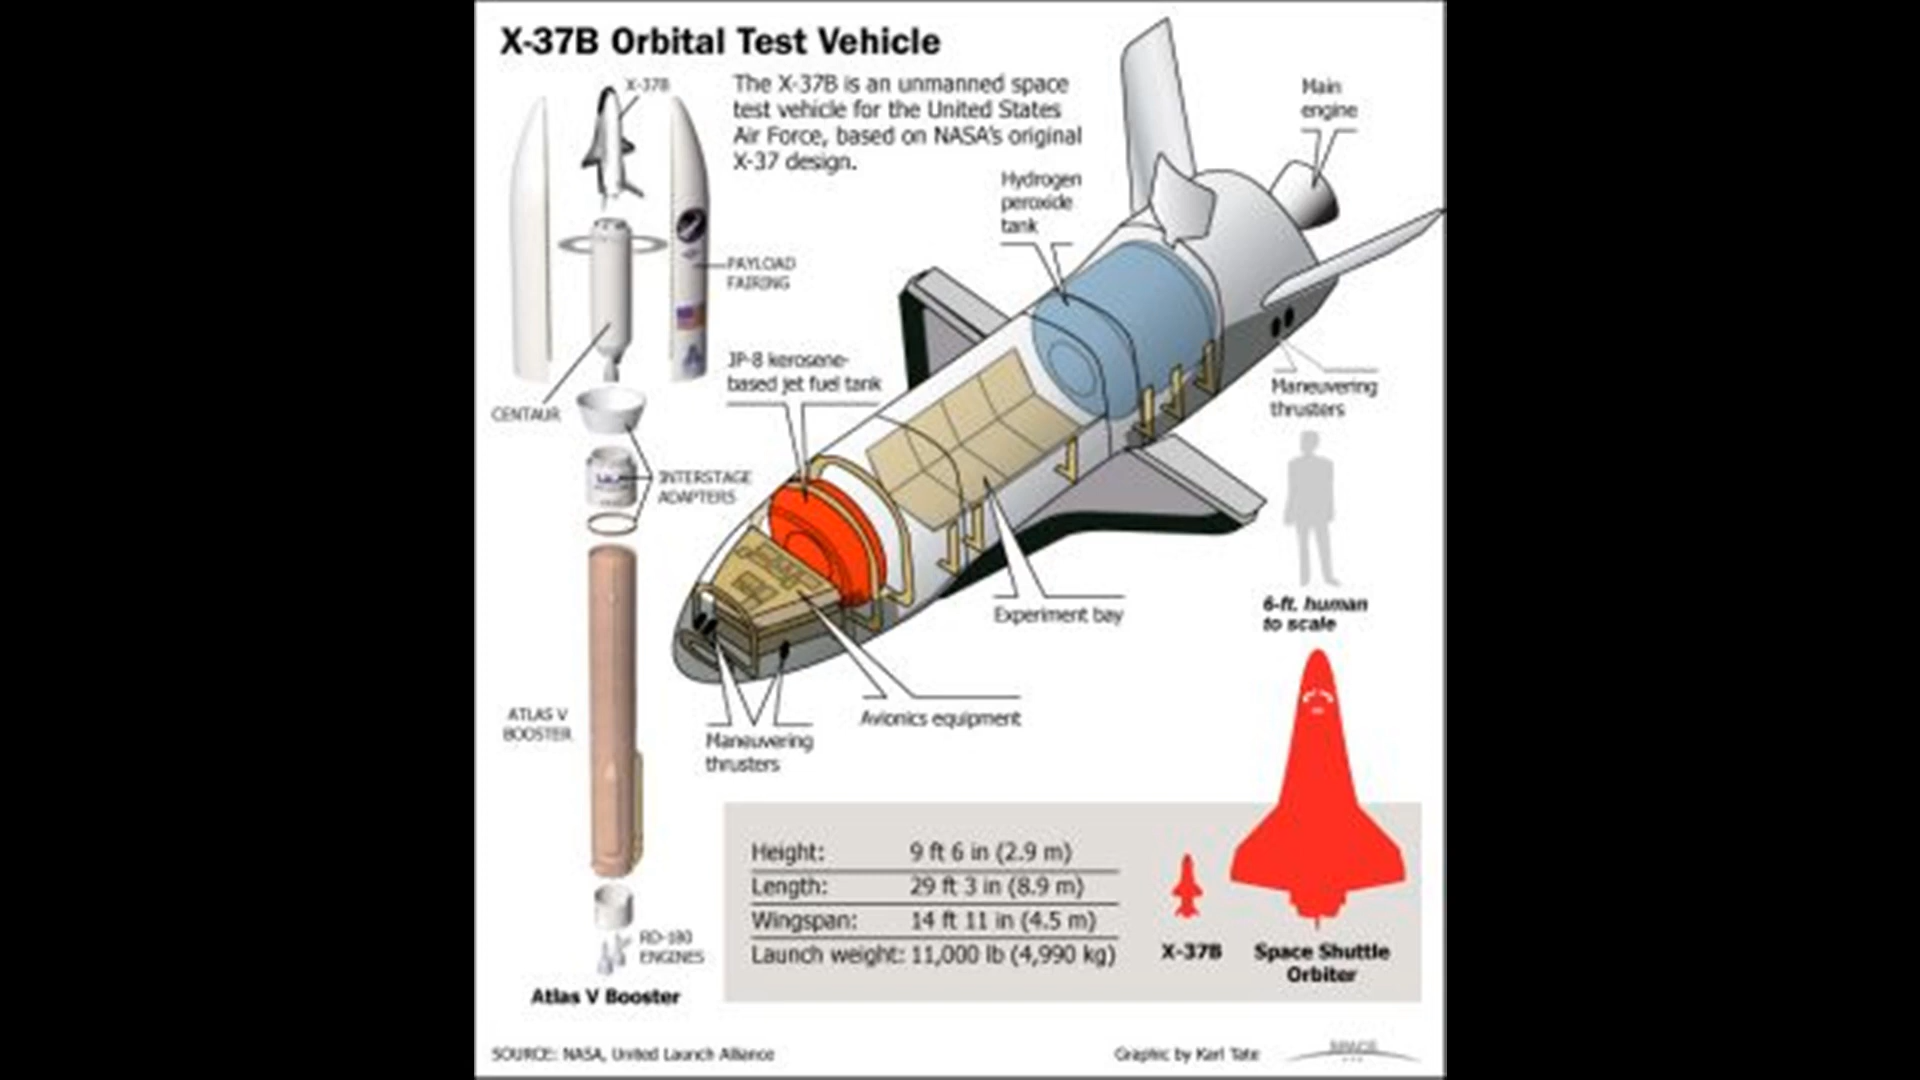 X-37B Orbital Test Vehicle
X-37B
The X-37B is an unmanned space
test vehicle for the United States
Air Force, based on NASA's original
X-37 design.
Main
engine
Hydrogen
peroxide
tank
PAYLOAD
FAIRING
JP-8 kerosene-
based jet fuel tank
CENTAUR
Maneuvering
thrusters
INTERSTAGE
ADAPTERS
Experiment bay
6-ft. human
to scale
ATLAS V
BOOSTER
Avionics equipment
Maneuvering
thrusters
Height: 9 ft 6 in (2.9 m)
Length: 29 ft 3 in (8.9 m)
Wingspan: 14 ft 11 in (4.5 m)
Launch weight: 11,000 lb (4,990 kg)
X-37B
Space Shuttle
Orbiter
RD-180
ENGINES
Atlas V Booster
SOURCE: NASA, United Launch Alliance
Graphic by Karl Tate
SPACE